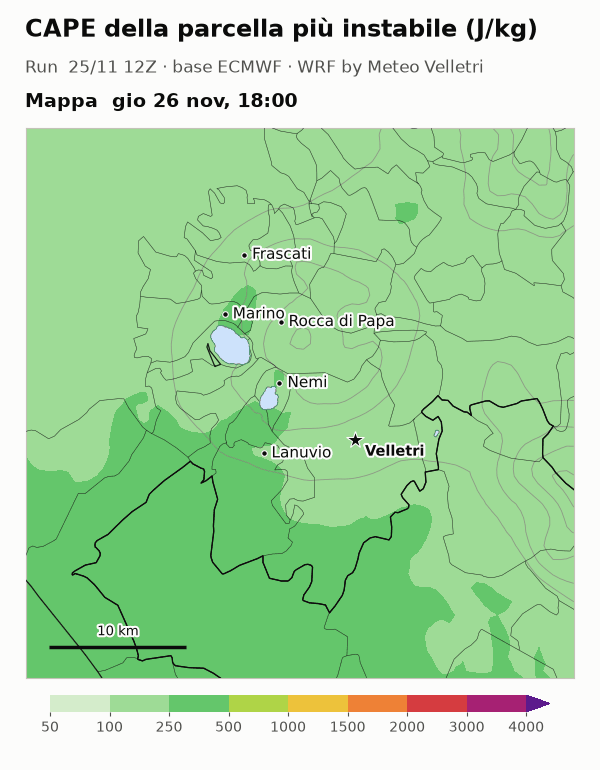 CAPE della parcella più instabile (J/kg)
Run  25/11 12Z · base ECMWF · WRF by Meteo Velletri
Mappa  gio 26 nov, 18:00
Frascati
Marino
Rocca di Papa
Nemi
Velletri
Lanuvio
10 km
50 100 250 500 1000 1500 2000 3000 4000